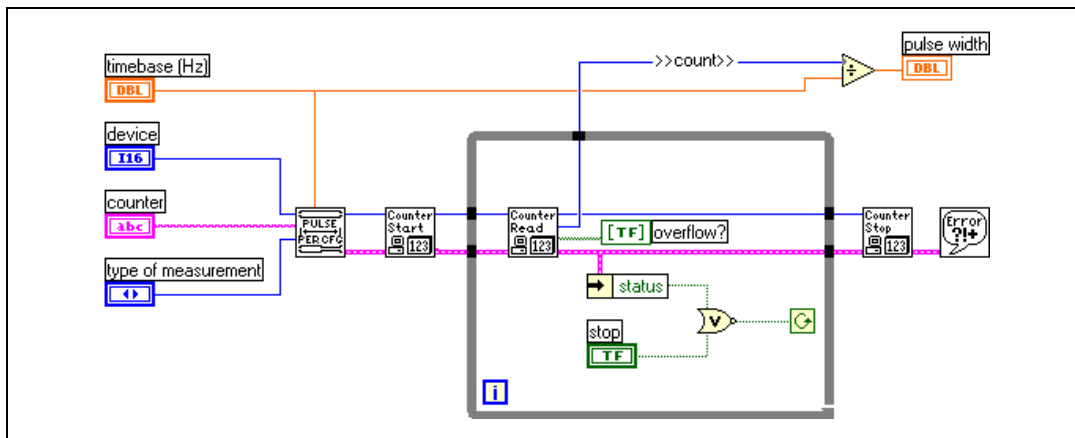 timebase (Hz)
DBL
device
I16
counter
abc
type of measurement
PULSE
PER CFG
Counter
Start
123
Counter
Read
123
>>count>>
[TF] overflow?
status
stop
TF
V
i
÷
pulse width
DBL
Counter
Stop
123
Error
?!+